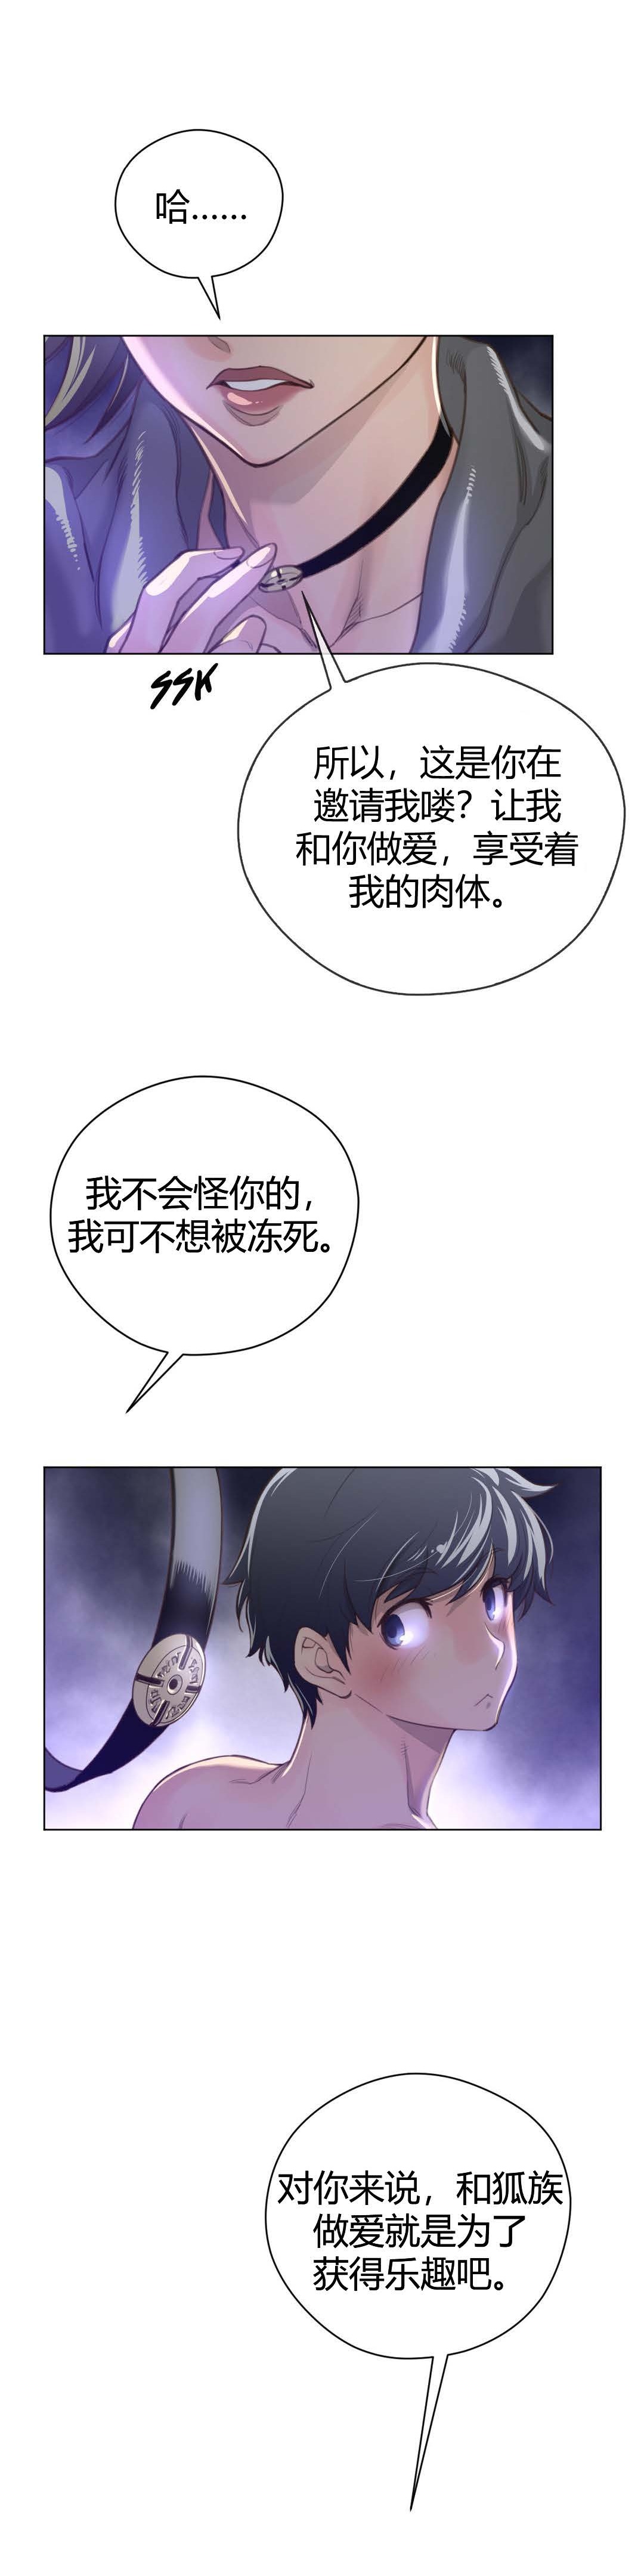 哈……
SSK
所以，这是你在
邀请我喽？让我
和你做爱，享受着
我的肉体。
我不会怪你的，
我可不想被冻死。
对你来说，和狐族
做爱就是为了
获得乐趣吧。